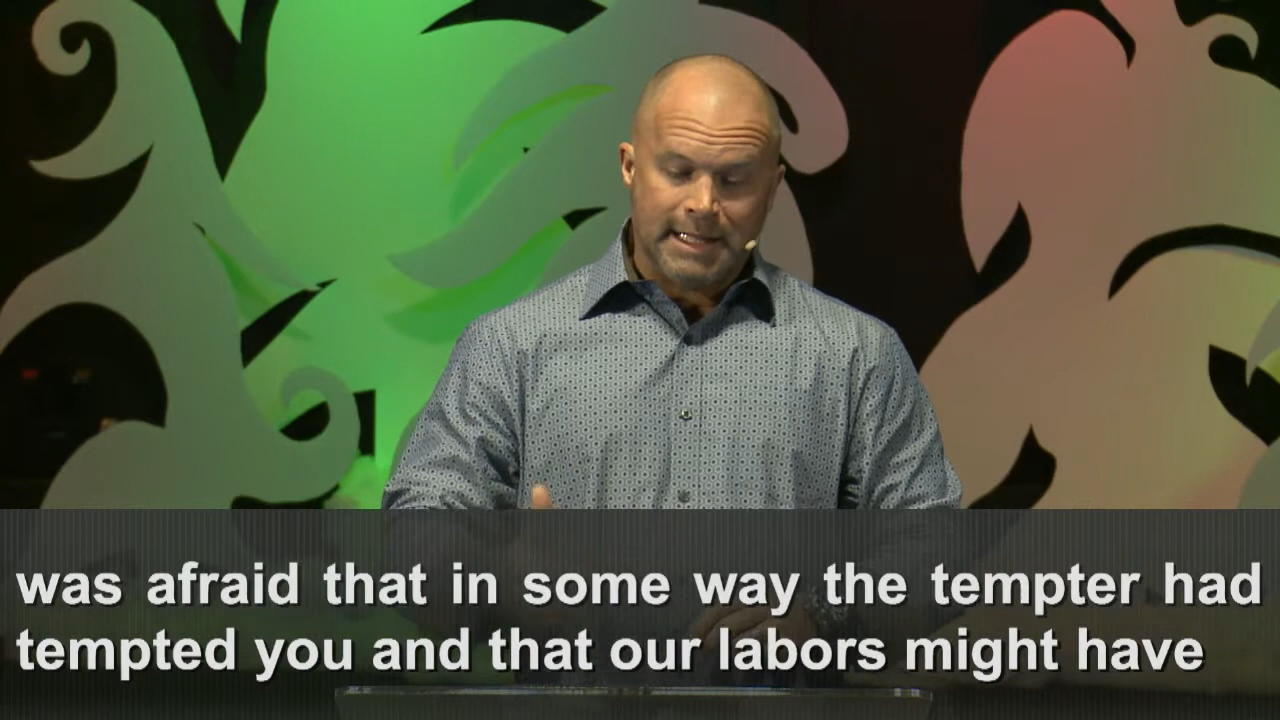 was afraid that in some way the tempter had
tempted you and that our labors might have